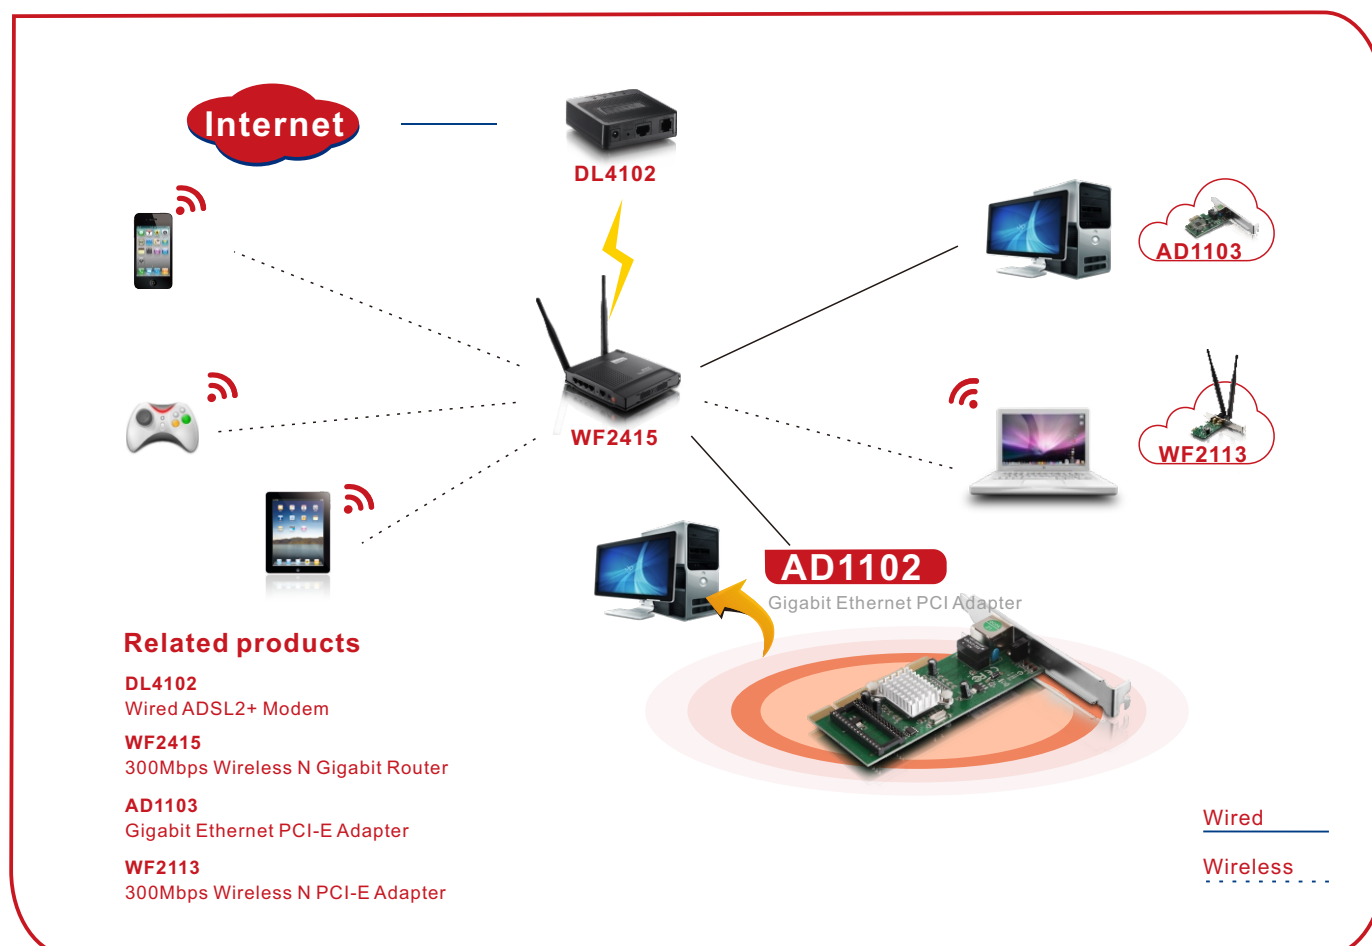 Internet
DL4102
AD1103
WF2415
WF2113
AD1102
Gigabit Ethernet PCI Adapter
Related products
DL4102
Wired ADSL2+ Modem
WF2415
300Mbps Wireless N Gigabit Router
AD1103
Gigabit Ethernet PCI-E Adapter
WF2113
300Mbps Wireless N PCI-E Adapter
Wired
Wireless